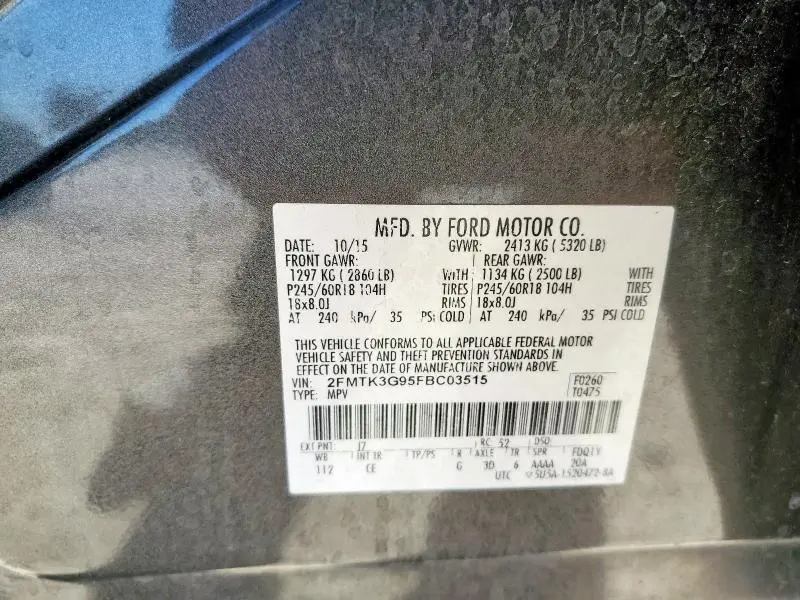 MFD. BY FORD MOTOR CO.
DATE: 10/15 GVWR: 2413 KG ( 5320 LB)
FRONT GAWR: REAR GAWR:
1297 KG ( 2860 LB) WITH 1134 KG ( 2500 LB) WITH
P245/60R18 104H TIRES P245/60R18 104H TIRES
18x8.0J RIMS 18x8.0J RIMS
AT 240 kPa/ 35 PSI COLD AT 240 kPa/ 35 PSI COLD
THIS VEHICLE CONFORMS TO ALL APPLICABLE FEDERAL MOTOR
VEHICLE SAFETY AND THEFT PREVENTION STANDARDS IN
EFFECT ON THE DATE OF MANUFACTURE SHOWN ABOVE.
VIN: 2FMTK3G95FBC03515 F0260
TYPE: MPV T0475
EXT PNT: J7 RC: 52 DSO:
WB INT TR TP/PS R AXLE TR SPR FDQTY
112 CE G 3D 6 AAAA 20A
UTC